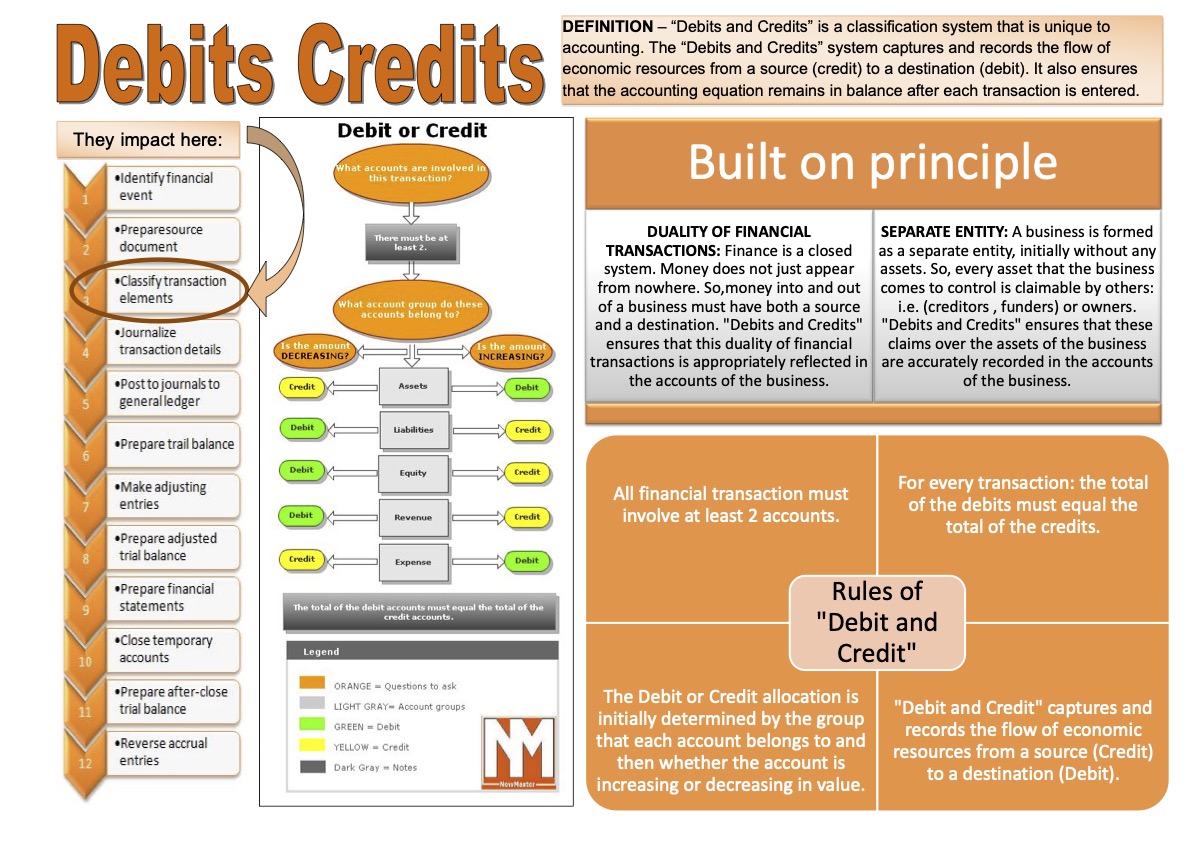 Debits Credits
DEFINITION – “Debits and Credits” is a classification system that is unique to
accounting. The “Debits and Credits” system captures and records the flow of
economic resources from a source (credit) to a destination (debit). It also ensures
that the accounting equation remains in balance after each transaction is entered.
They impact here:
1
•Identify financial
event
2
•Preparesource
document
3
•Classify transaction
elements
4
•Journalize
transaction details
5
•Post to journals to
general ledger
6
•Prepare trail balance
7
•Make adjusting
entries
8
•Prepare adjusted
trial balance
9
•Prepare financial
statements
10
•Close temporary
accounts
11
•Prepare after-close
trial balance
12
•Reverse accrual
entries
Debit or Credit
What accounts are involved in
this transaction?
There must be at
least 2.
What account group do these
accounts belong to?
Is the amount
DECREASING?
Is the amount
INCREASING?
Credit
Assets
Debit
Debit
Liabilities
Credit
Debit
Equity
Credit
Debit
Revenue
Credit
Credit
Expense
Debit
The total of the debit accounts must equal the total of the
credit accounts.
Legend
ORANGE = Questions to ask
LIGHT GRAY= Account groups
GREEN = Debit
YELLOW = Credit
Dark Gray = Notes
NM
NowMaster
Built on principle
DUALITY OF FINANCIAL
TRANSACTIONS: Finance is a closed
system. Money does not just appear
from nowhere. So,money into and out
of a business must have both a source
and a destination. "Debits and Credits"
ensures that this duality of financial
transactions is appropriately reflected in
the accounts of the business.
SEPARATE ENTITY: A business is formed
as a separate entity, initially without any
assets. So, every asset that the business
comes to control is claimable by others:
i.e. (creditors , funders) or owners.
"Debits and Credits" ensures that these
claims over the assets of the business
are accurately recorded in the accounts
of the business.
All financial transaction must
involve at least 2 accounts.
For every transaction: the total
of the debits must equal the
total of the credits.
Rules of
"Debit and
Credit"
The Debit or Credit allocation is
initially determined by the group
that each account belongs to and
then whether the account is
increasing or decreasing in value.
"Debit and Credit" captures and
records the flow of economic
resources from a source (Credit)
to a destination (Debit).